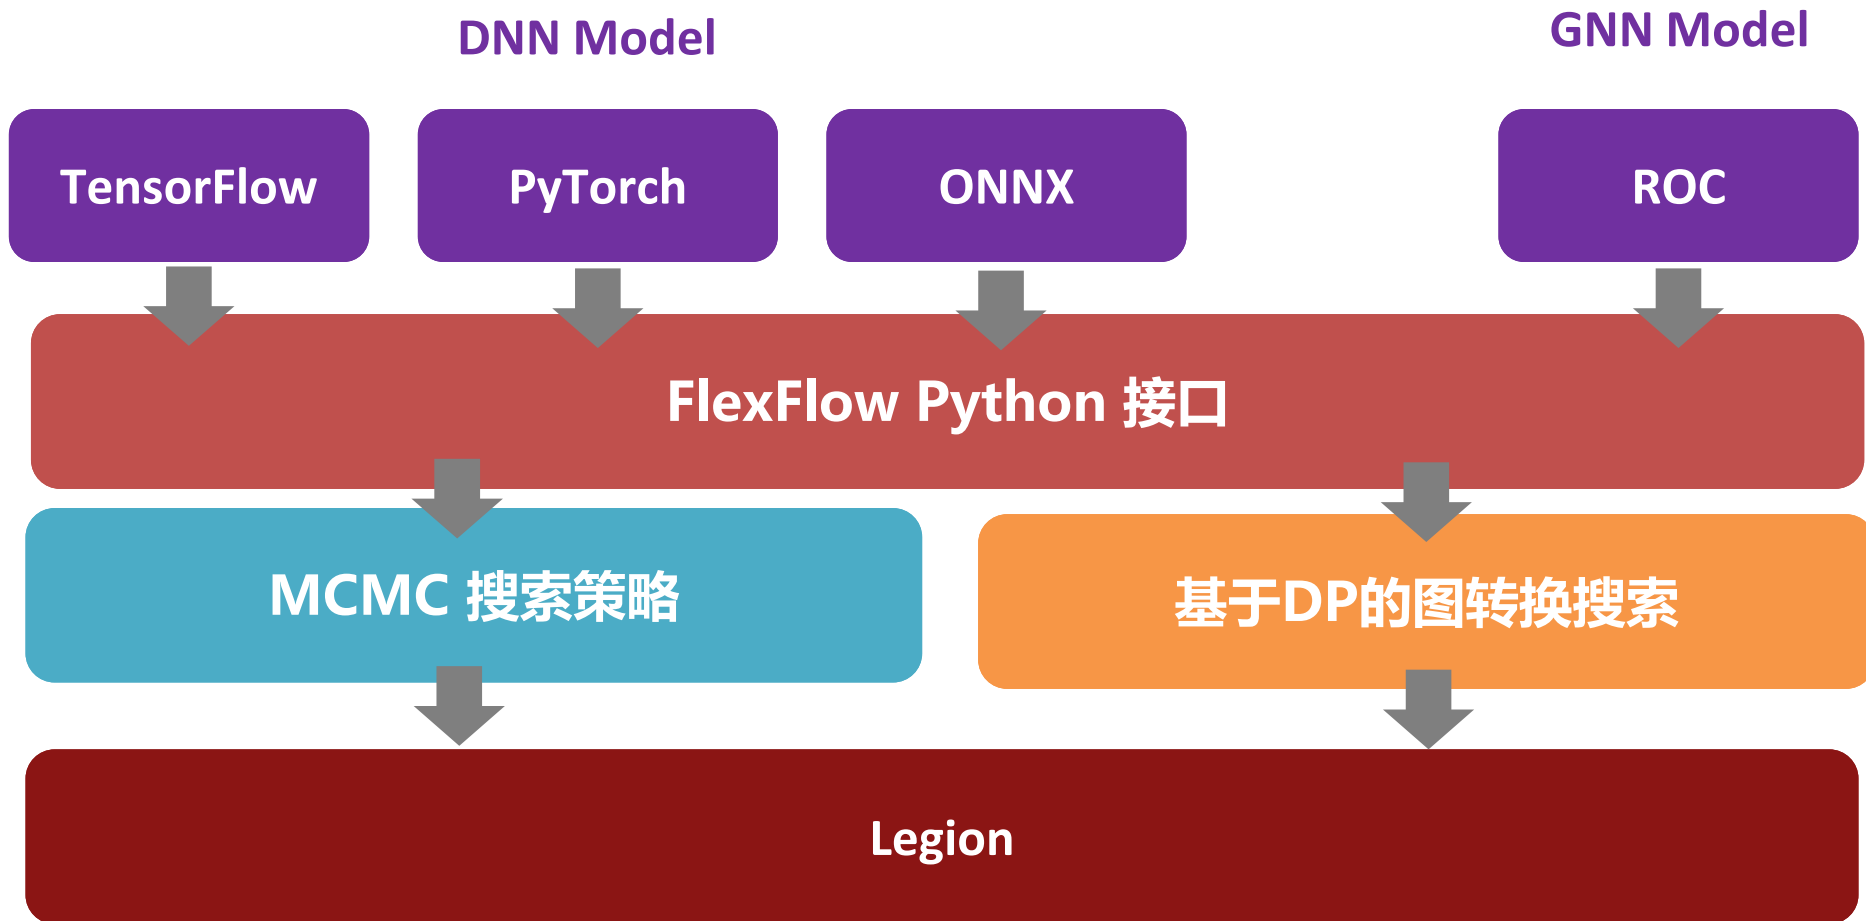 DNN Model
GNN Model
TensorFlow
PyTorch
ONNX
ROC
FlexFlow Python 接口
MCMC 搜索策略
基于DP的图转换搜索
Legion